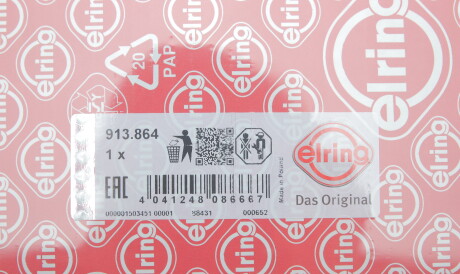 elring
20
PAP
913.864
1 x
EAC
4 041248 086667
000001503451 00001 S8431 000652
Made in Poland
elring
Das Original